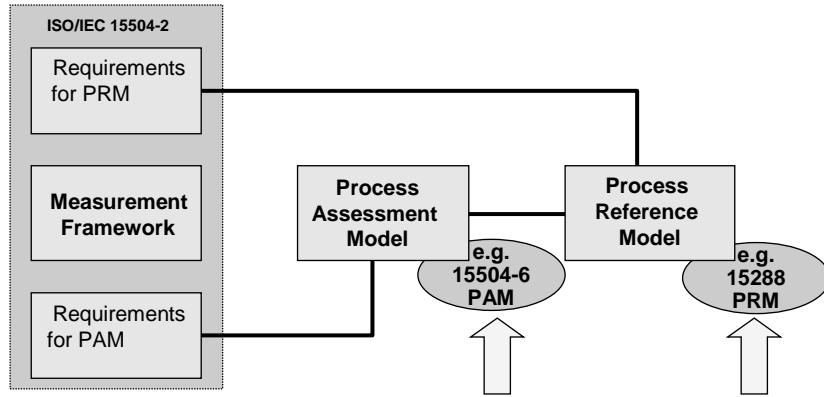 ISO/IEC 15504-2
Requirements
for PRM
Measurement
Framework
Requirements
for PAM
Process
Assessment
Model
e.g.
15504-6
PAM
Process
Reference
Model
e.g.
15288
PRM